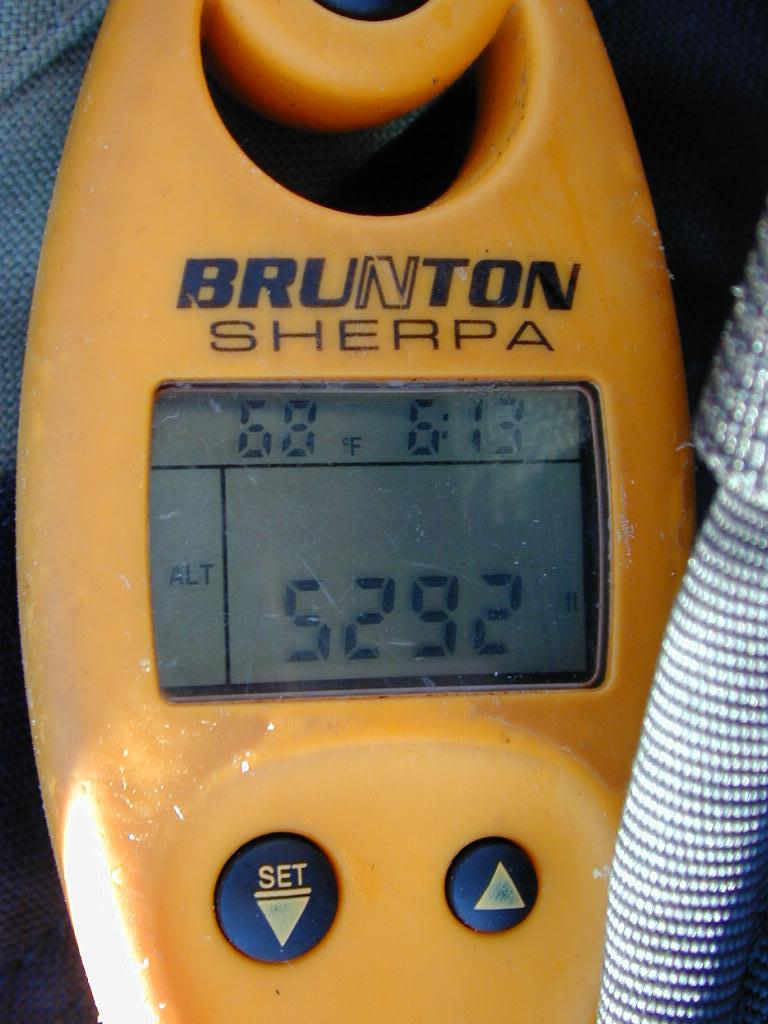 BRUNTON
SHERPA
68 °F 6:13
ALT
5292 ft
SET